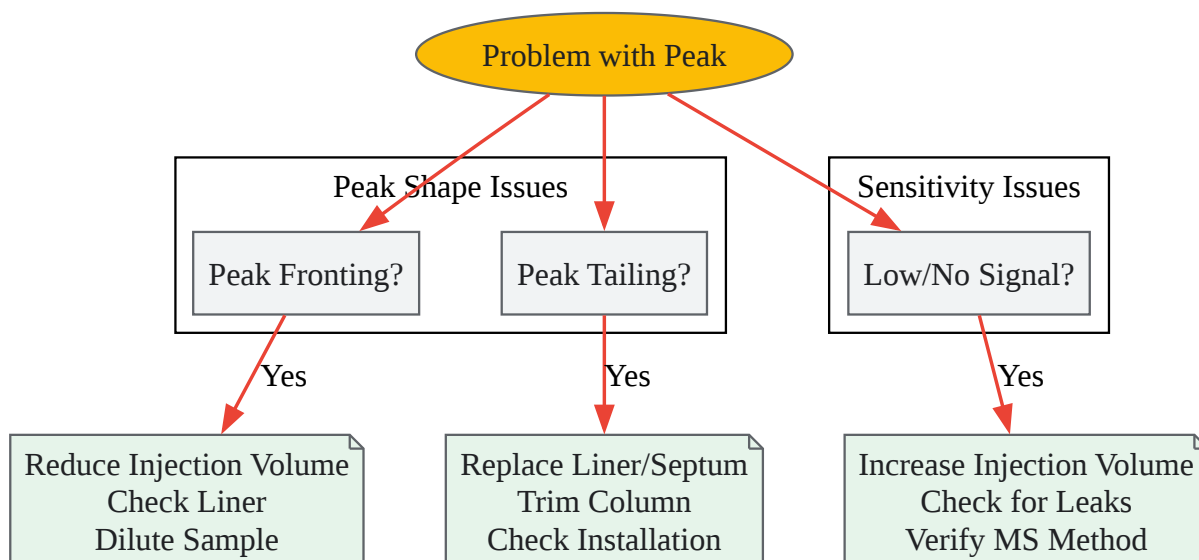 Problem with Peak
Peak Shape Issues
Sensitivity Issues
Peak Fronting?
Peak Tailing?
Low/No Signal?
Yes
Yes
Yes
Reduce Injection Volume
Check Liner
Dilute Sample
Replace Liner/Septum
Trim Column
Check Installation
Increase Injection Volume
Check for Leaks
Verify MS Method